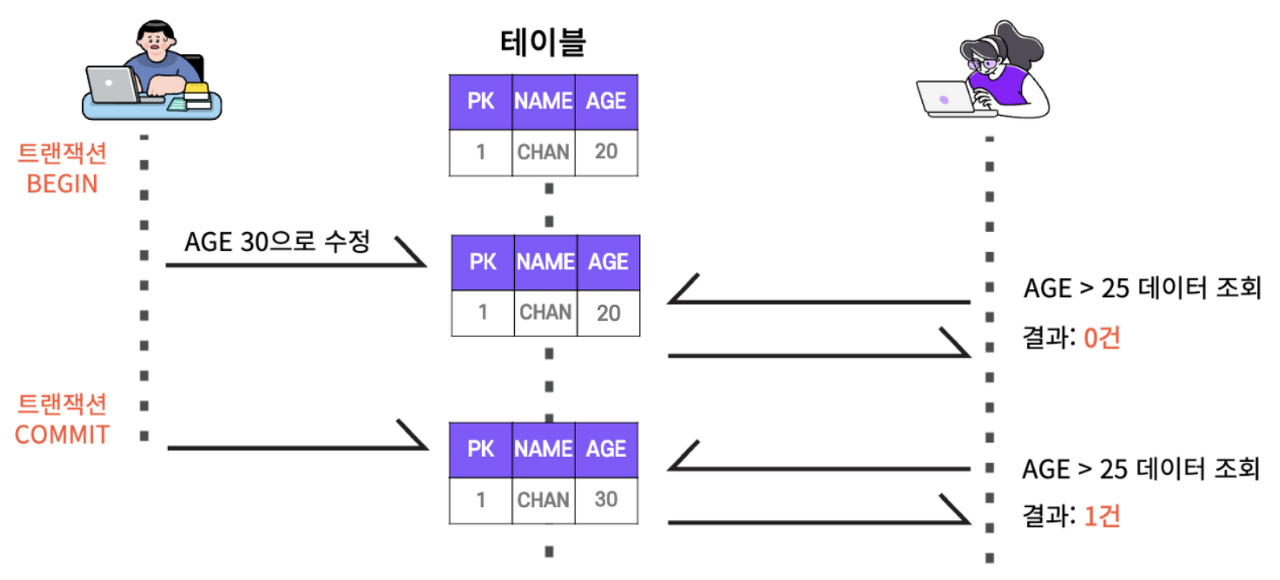 테이블
PK NAME AGE
1 CHAN 20
트랜잭션
BEGIN
AGE 30으로 수정
PK NAME AGE
1 CHAN 20
AGE > 25 데이터 조회
결과: 0건
트랜잭션
COMMIT
PK NAME AGE
1 CHAN 30
AGE > 25 데이터 조회
결과: 1건